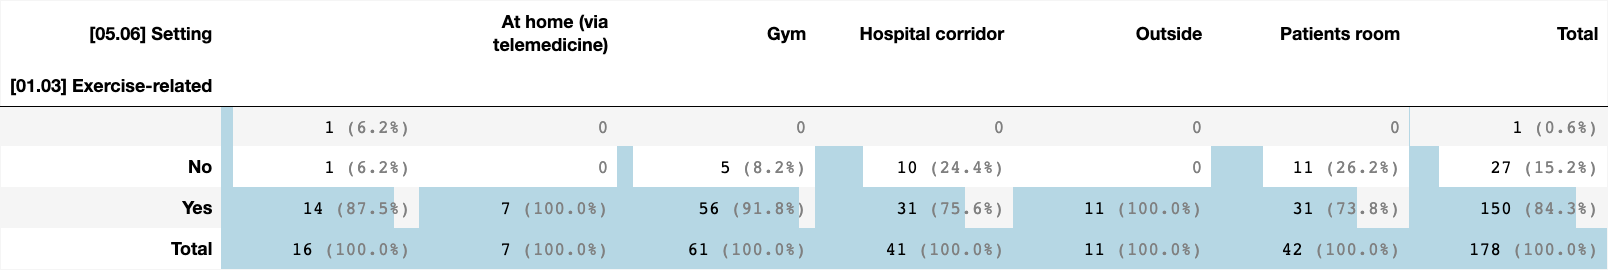 [05.06] Setting At home (via telemedicine) Gym Hospital corridor Outside Patients room Total
[01.03] Exercise-related
1 (6.2%) 0 0 0 0 0 1 (0.6%)
No 1 (6.2%) 0 5 (8.2%) 10 (24.4%) 0 11 (26.2%) 27 (15.2%)
Yes 14 (87.5%) 7 (100.0%) 56 (91.8%) 31 (75.6%) 11 (100.0%) 31 (73.8%) 150 (84.3%)
Total 16 (100.0%) 7 (100.0%) 61 (100.0%) 41 (100.0%) 11 (100.0%) 42 (100.0%) 178 (100.0%)